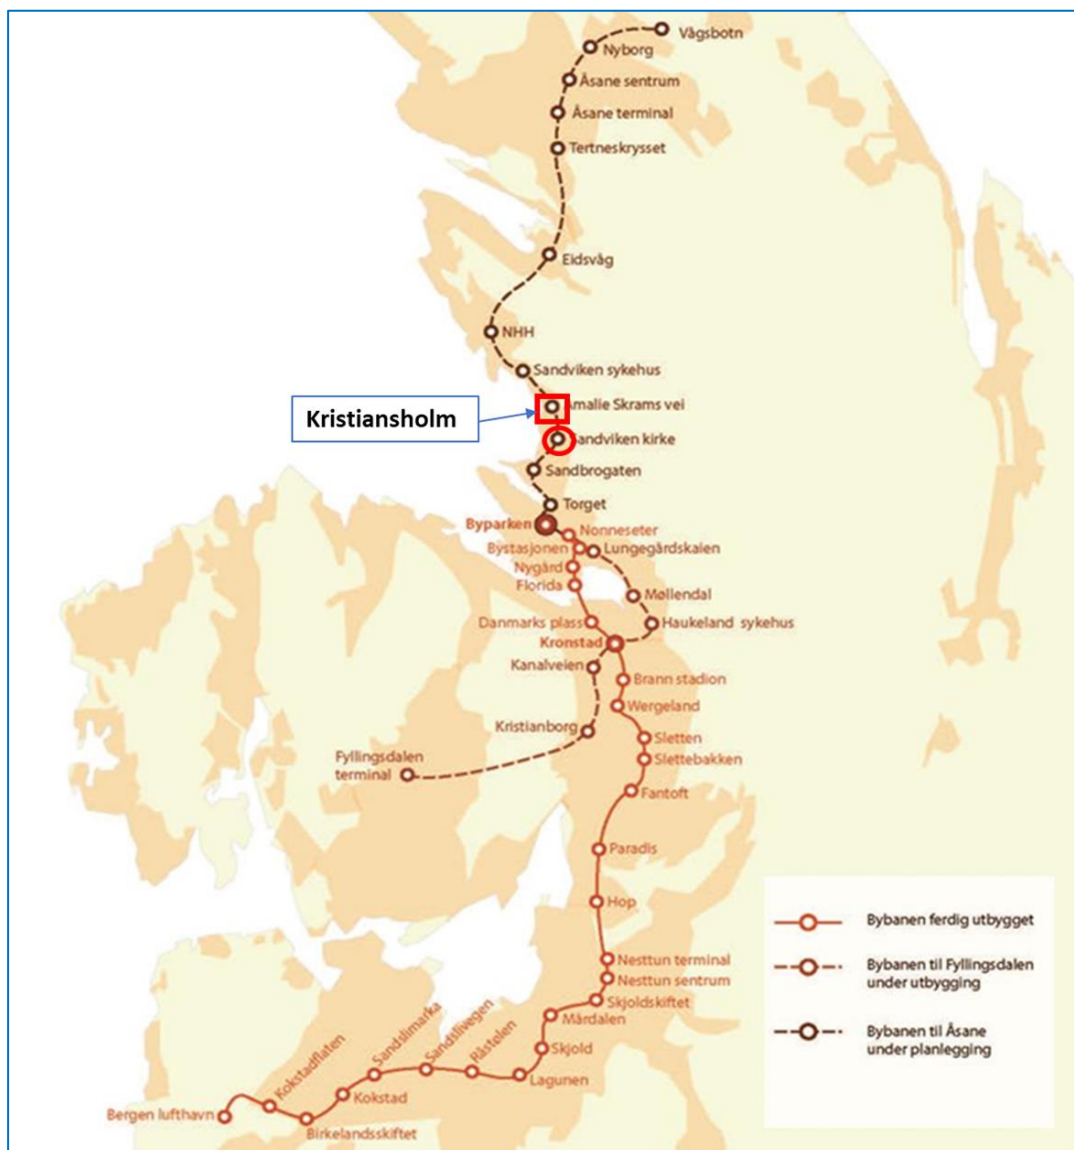 Vågsbotn
Nyborg
Åsane sentrum
Åsane terminal
Tertneskrysset
Eidsvåg
NHH
Sandviken sykehus
Amalie Skrams vei
Kristiansholm
Sandviken kirke
Sandbrogaten
Torget
Byparken
Nonneseter
Bystasjonen
Lungegårdskaien
Nygård
Florida
Møllendal
Danmarks plass
Haukeland sykehus
Kronstad
Kanalveien
Brann stadion
Wergeland
Kristianborg
Sletten
Slettebakken
Fyllingsdalen
terminal
Fantoft
Paradis
Hop
Nesttun terminal
Nesttun sentrum
Skjoldskiftet
Mårdalen
Skjold
Lagunen
Råstølen
Sandslivegen
Sandslimarka
Kokstad
Birkelandsskiftet
Kokstadflaten
Bergen lufthavn
Bybanen ferdig utbygget
Bybanen til Fyllingsdalen
under utbygging
Bybanen til Åsane
under planlegging